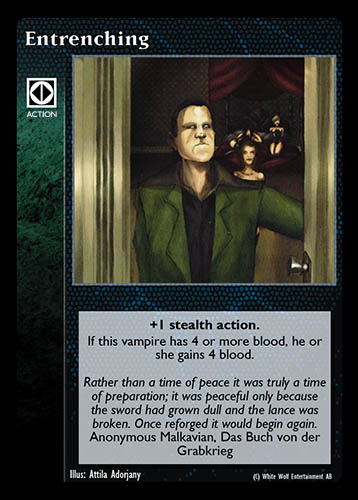 Entrenching
ACTION
+1 stealth action.
If this vampire has 4 or more blood, he or
she gains 4 blood.
Rather than a time of peace it was truly a time
of preparation; it was peaceful only because
the sword had grown dull and the lance was
broken. Once reforged it would begin again.
Anonymous Malkavian, Das Buch von der
Grabkrieg
Illus: Attila Adorjany
(C) White Wolf Entertainment AB